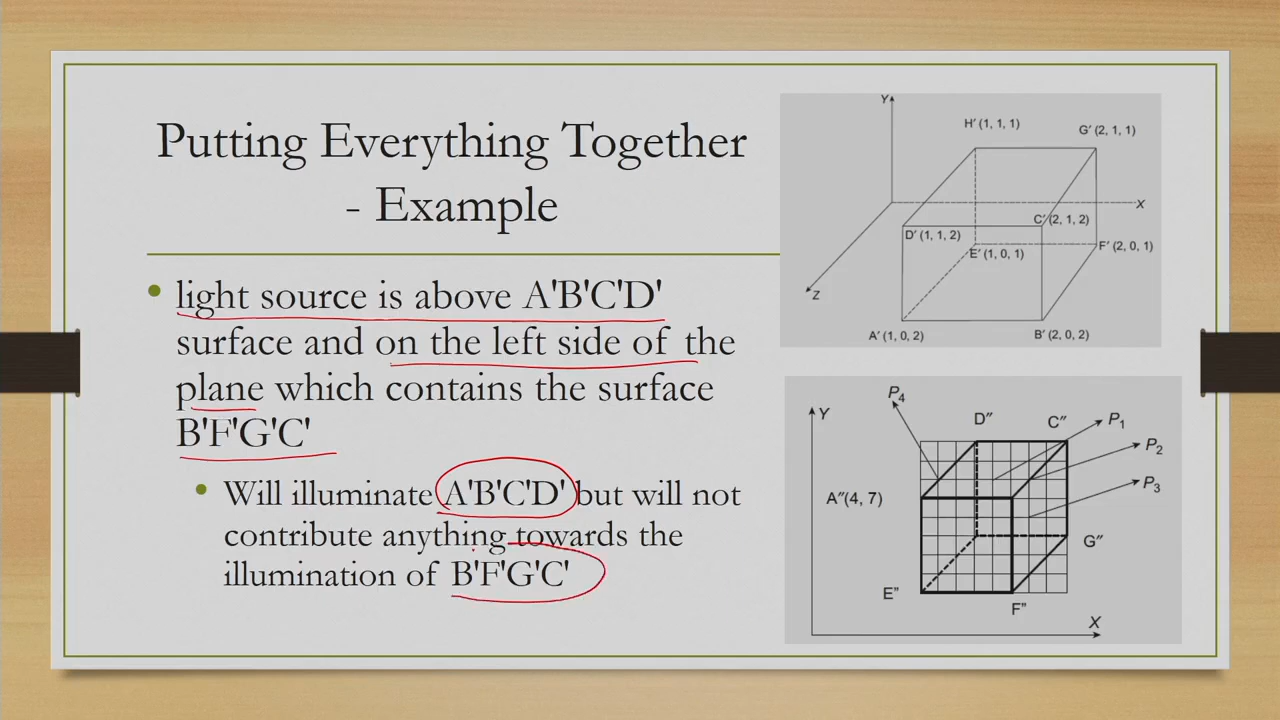 Putting Everything Together
- Example
• light source is above A'B'C'D'
surface and on the left side of the
plane which contains the surface
B'F'G'C'
• Will illuminate A'B'C'D' but will not
contribute anything towards the
illumination of B'F'G'C'
Y
H′ (1, 1, 1)
G′ (2, 1, 1)
X
C′ (2, 1, 2)
D′ (1, 1, 2)
F′ (2, 0, 1)
E′ (1, 0, 1)
Z
A′ (1, 0, 2)
B′ (2, 0, 2)
P4
Y
D″
C″
P1
P2
P3
A″(4, 7)
G″
E″
F″
X